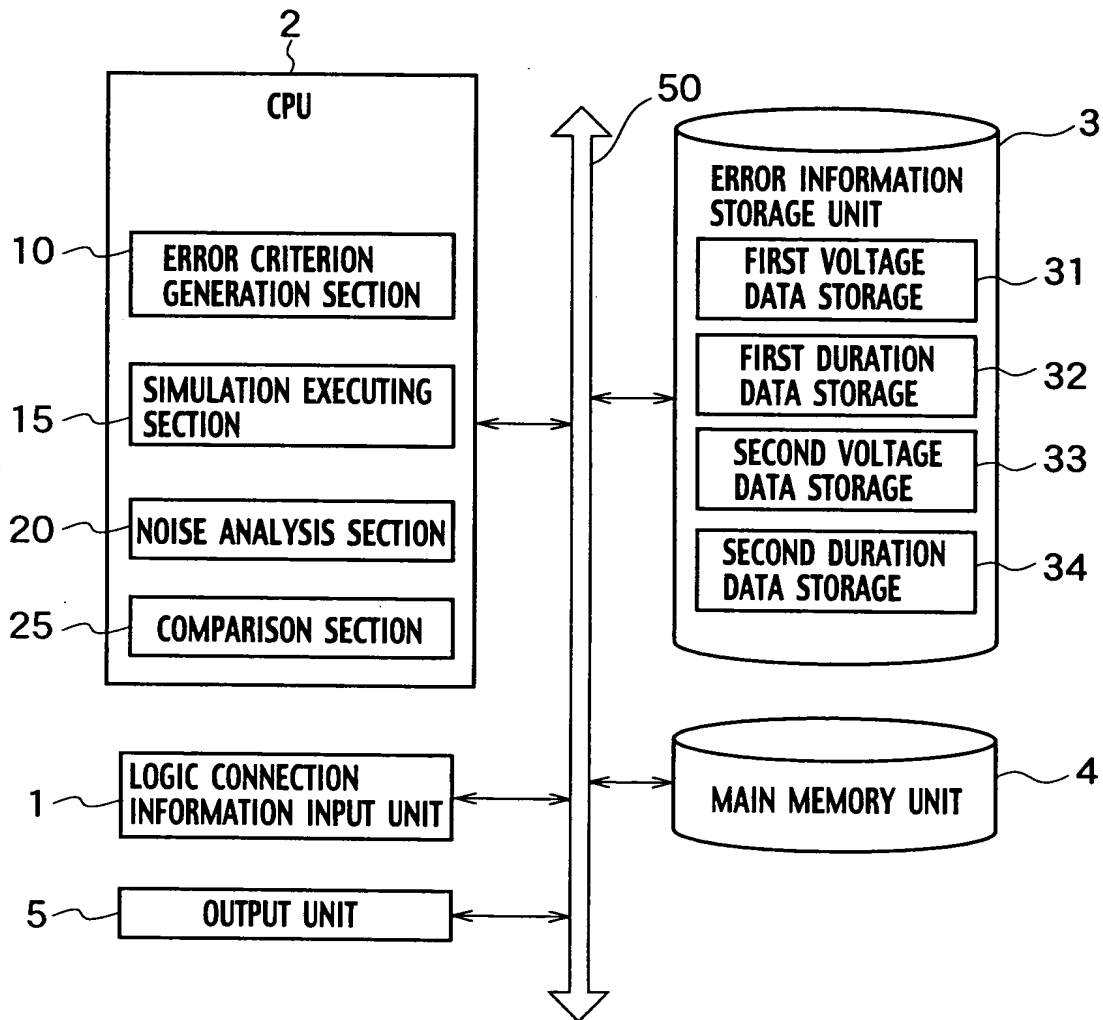 2
CPU
10
ERROR CRITERION
GENERATION SECTION
15
SIMULATION EXECUTING
SECTION
20
NOISE ANALYSIS SECTION
25
COMPARISON SECTION
1
LOGIC CONNECTION
INFORMATION INPUT UNIT
5
OUTPUT UNIT
50
3
ERROR INFORMATION
STORAGE UNIT
FIRST VOLTAGE
DATA STORAGE
31
FIRST DURATION
DATA STORAGE
32
SECOND VOLTAGE
DATA STORAGE
33
SECOND DURATION
DATA STORAGE
34
MAIN MEMORY UNIT
4